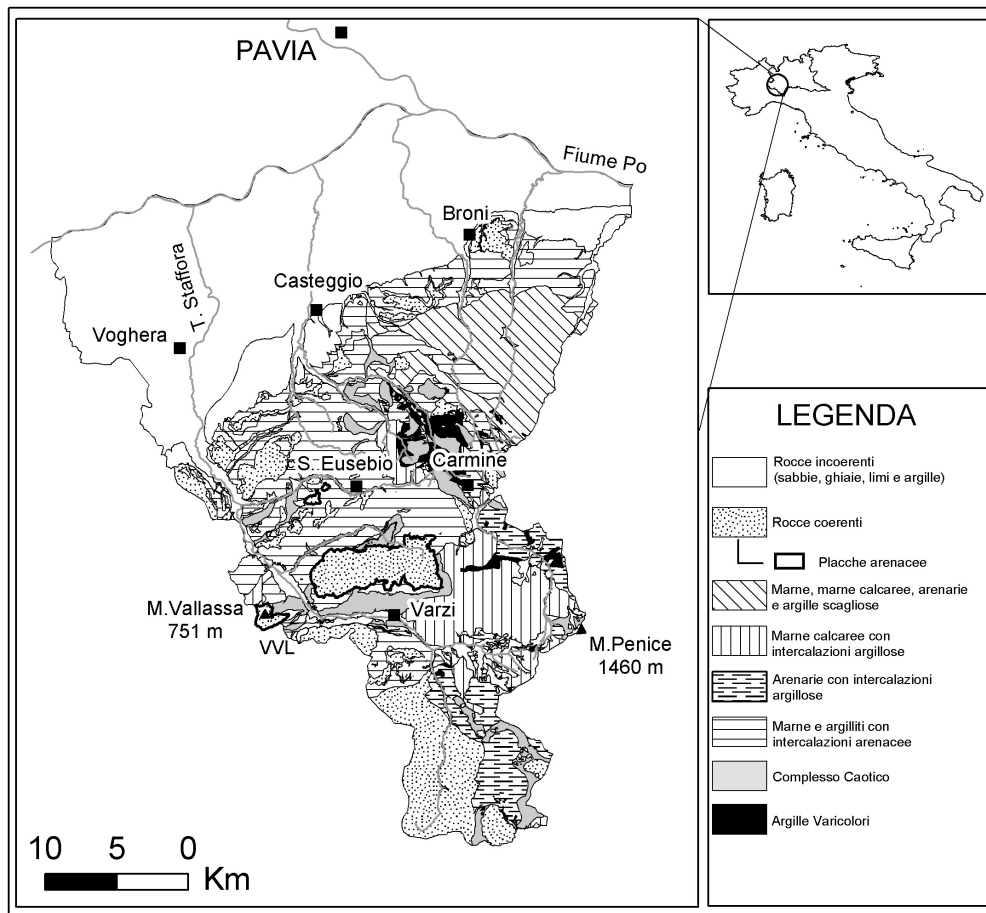 PAVIA
Fiume Po
Broni
T. Staffora
Casteggio
Voghera
S. Eusebio
Carmine
M.Vallassa
751 m
VVL
Varzi
M.Penice
1460 m
10 5 0
Km
LEGENDA
Rocce incoerenti
(sabbie, ghiaie, limi e argille)
Rocce coerenti
Placche arenacee
Marne, marne calcaree, arenarie
e argille scagliose
Marne calcaree con
intercalazioni argillose
Arenarie con intercalazioni
argillose
Marne e argilliti con
intercalazioni arenacee
Complesso Caotico
Argille Varicolori